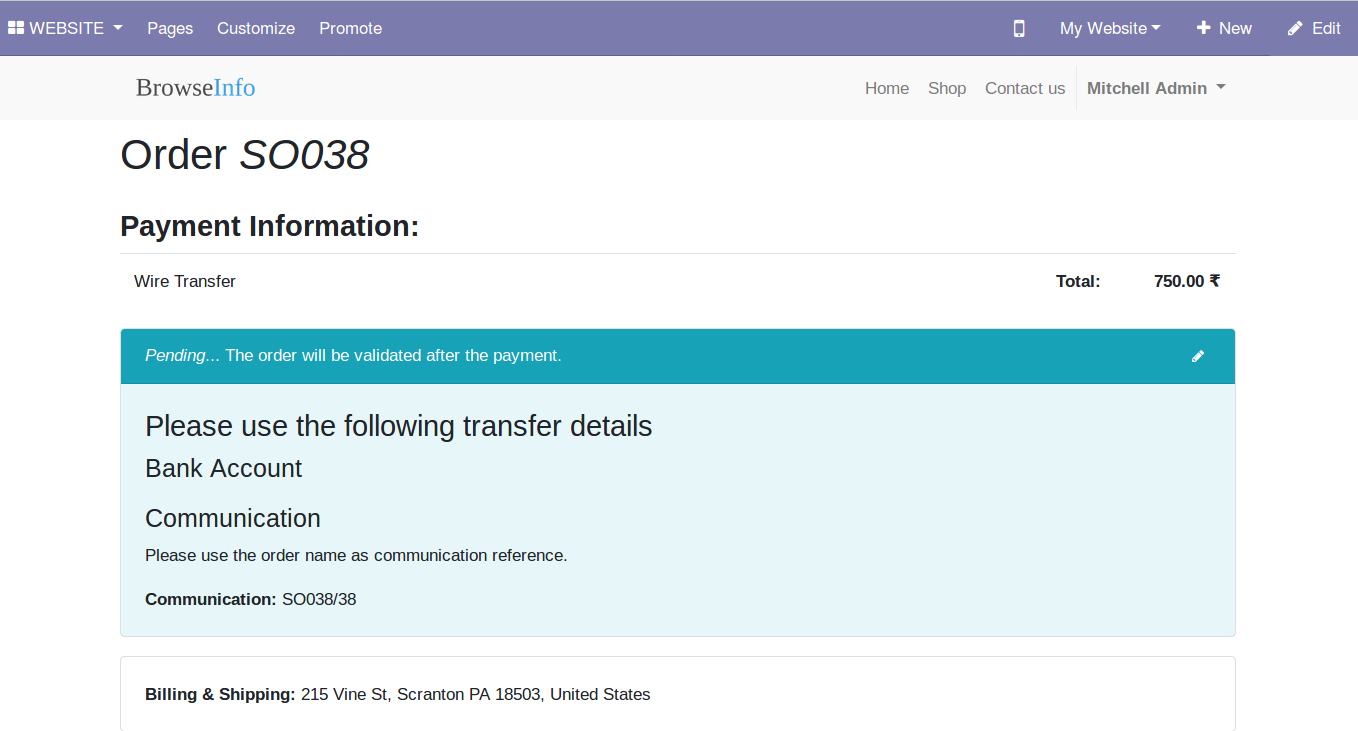 WEBSITE Pages Customize Promote My Website New Edit
BrowseInfo Home Shop Contact us Mitchell Admin
Order SO038
Payment Information:
Wire Transfer Total: 750.00 ₹
Pending... The order will be validated after the payment.
Please use the following transfer details
Bank Account
Communication
Please use the order name as communication reference.
Communication: SO038/38
Billing & Shipping: 215 Vine St, Scranton PA 18503, United States